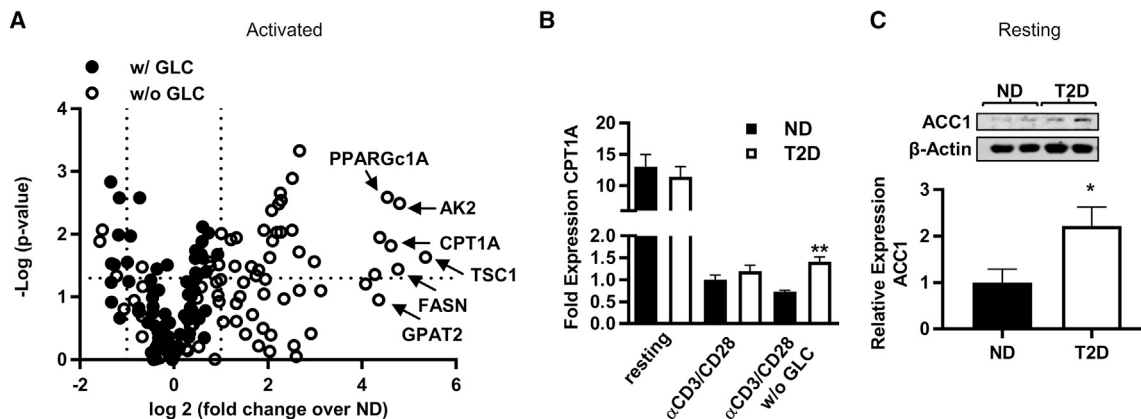 A
Activated
w/ GLC
w/o GLC
4
3
2
1
0
-Log (p-value)
PPARGc1A
AK2
CPT1A
TSC1
FASN
GPAT2
-2
0
2
4
6
log 2 (fold change over ND)
B
Fold Expression CPT1A
20
15
10
2.0
1.5
1.0
0.5
0.0
ND
T2D
**
resting
αCD3/CD28
αCD3/CD28
w/o GLC
C
Resting
ND
T2D
ACC1
β-Actin
Relative Expression
ACC1
3
2
1
0
*
ND
T2D